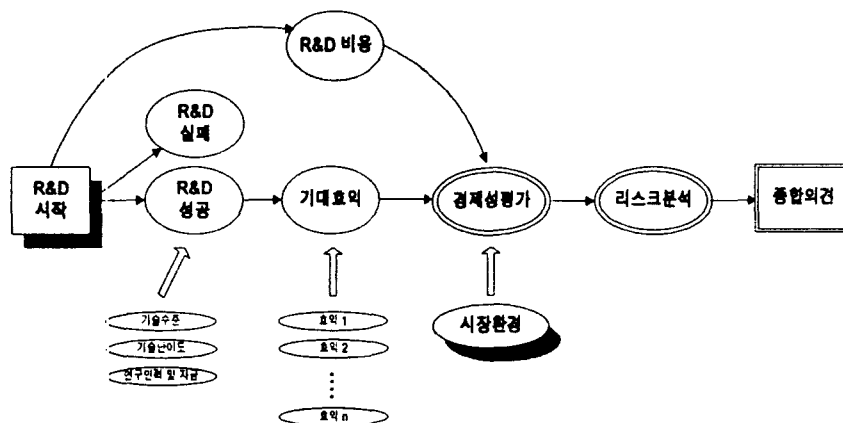 R&D 비용
R&D
실패
R&D
시작
R&D
성공
기대효익
경제성평가
리스크분석
종합의견
기술수준
기술난이도
연구인력 및 자금
효익 1
효익 2
효익 n
시장환경